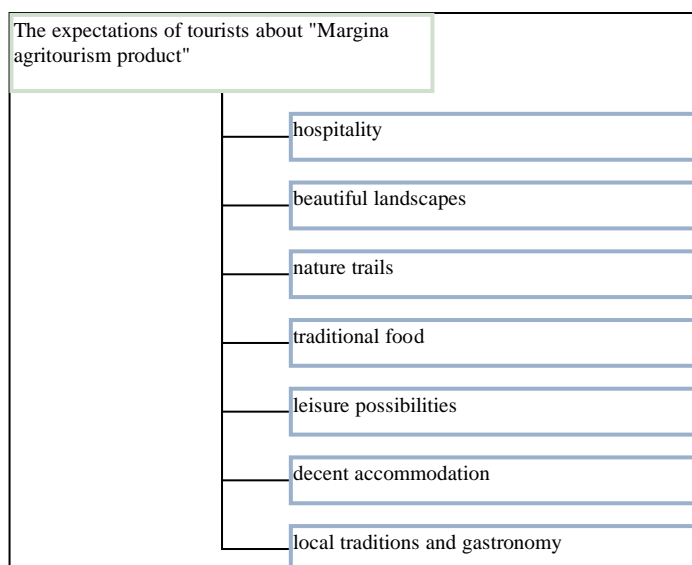 The expectations of tourists about "Margina
agritourism product"
hospitality
beautiful landscapes
nature trails
traditional food
leisure possibilities
decent accommodation
local traditions and gastronomy